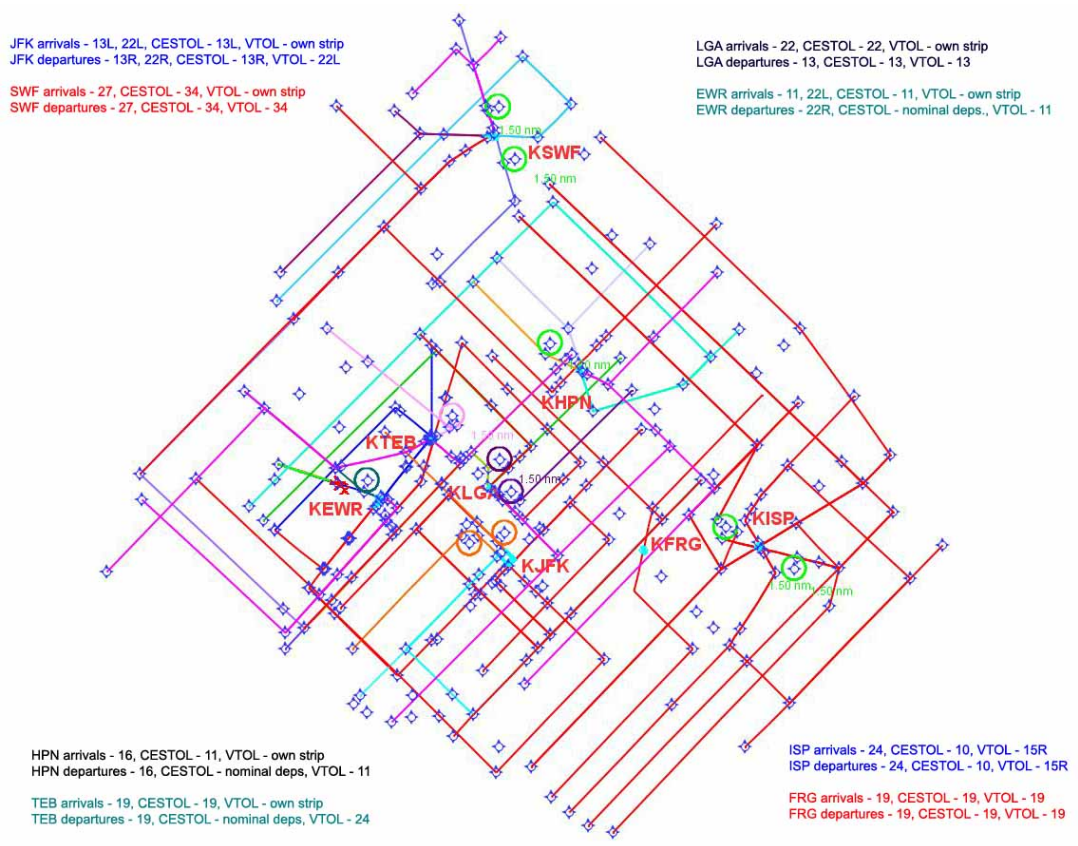 JFK arrivals - 13L, 22L, CESTOL - 13L, VTOL - own strip
JFK departures - 13R, 22R, CESTOL - 13R, VTOL - 22L
SWF arrivals - 27, CESTOL - 34, VTOL - own strip
SWF departures - 27, CESTOL - 34, VTOL - 34
LGA arrivals - 22, CESTOL - 22, VTOL - own strip
LGA departures - 13, CESTOL - 13, VTOL - 13
EWR arrivals - 11, 22L, CESTOL - 11, VTOL - own strip
EWR departures - 22R, CESTOL - nominal deps., VTOL - 11
1.50 nm
KSWF
1.50 nm
KHPN
KTEB
1.50 nm
1.50 nm
KLGA
KEWR
KISP
KFRG
KJFK
1.50 nm
1.50 nm
HPN arrivals - 16, CESTOL - 11, VTOL - own strip
HPN departures - 16, CESTOL - nominal deps, VTOL - 11
TEB arrivals - 19, CESTOL - 19, VTOL - own strip
TEB departures - 19, CESTOL - nominal deps, VTOL - 24
ISP arrivals - 24, CESTOL - 10, VTOL - 15R
ISP departures - 24, CESTOL - 10, VTOL - 15R
FRG arrivals - 19, CESTOL - 19, VTOL - 19
FRG departures - 19, CESTOL - 19, VTOL - 19